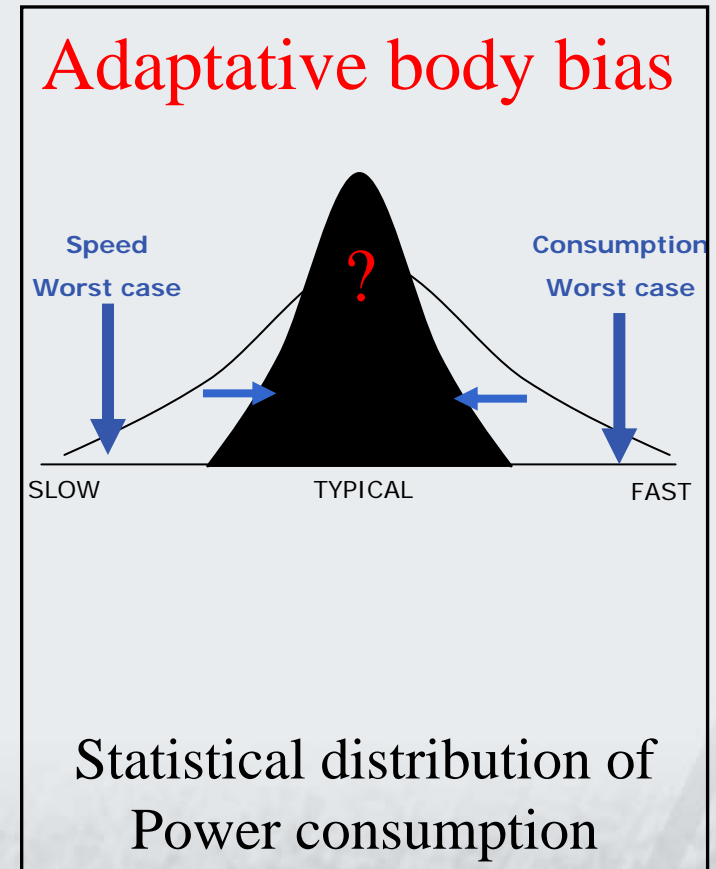 Adaptative body bias
Speed
Worst case
Consumption
Worst case
?
SLOW
TYPICAL
FAST
Statistical distribution of
Power consumption